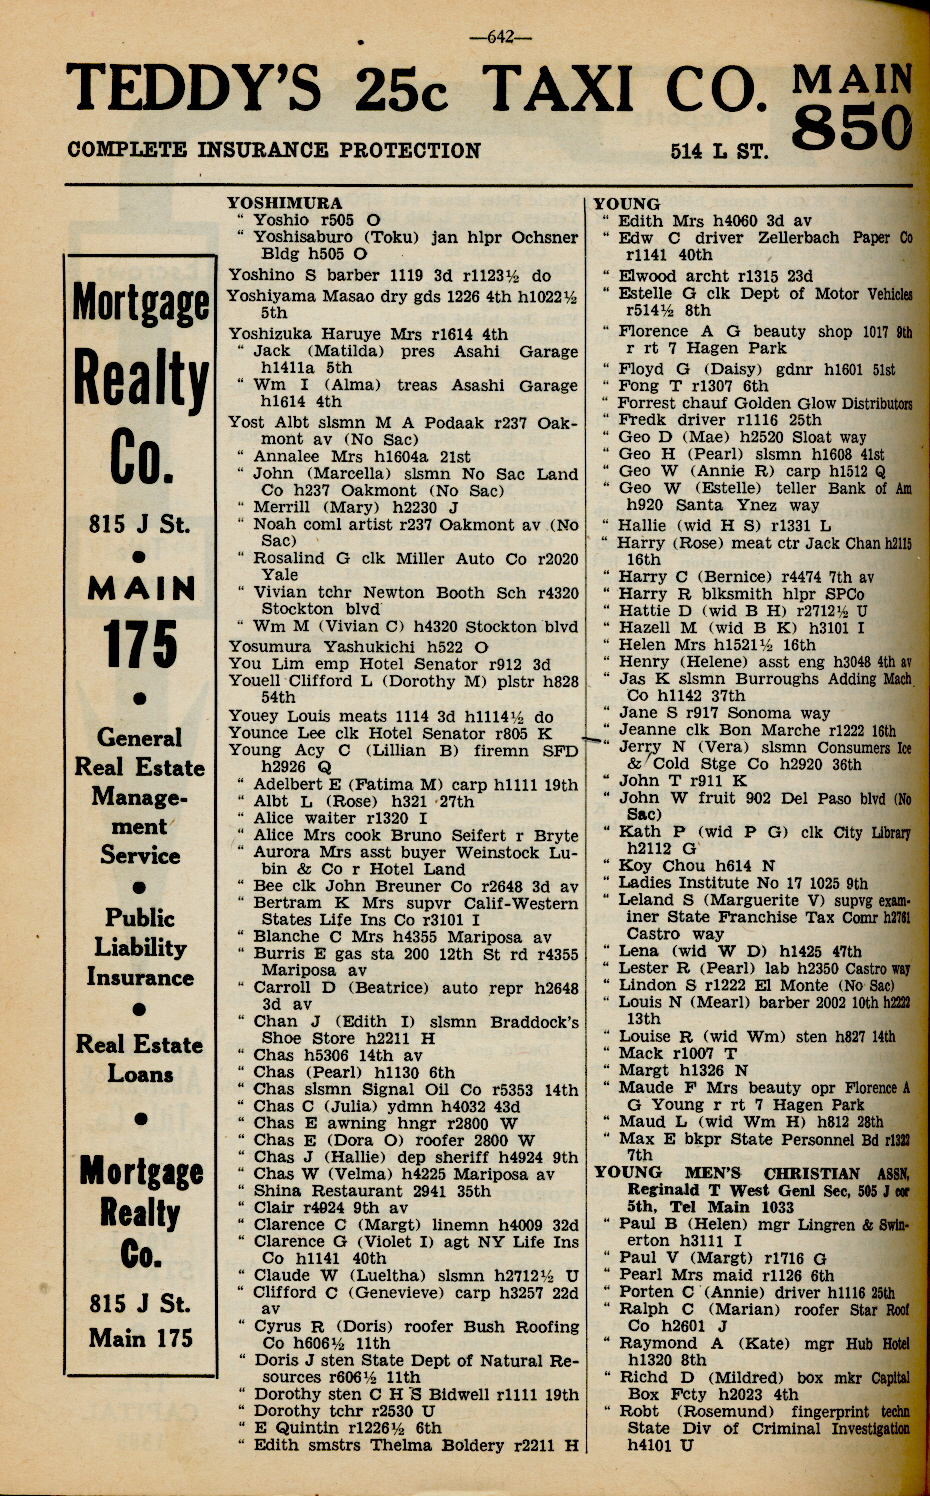 —642—
TEDDY'S 25c TAXI CO. MAIN 850
COMPLETE INSURANCE PROTECTION 514 L ST.
Mortgage
Realty
Co.
815 J St.
●
MAIN
175
●
General
Real Estate
Manage-
ment
Service
●
Public
Liability
Insurance
●
Real Estate
Loans
●
Mortgage
Realty
Co.
815 J St.
Main 175
YOSHIMURA
" Yoshio r505 O
" Yoshisaburo (Toku) jan hlpr Ochsner
Bldg h505 O
Yoshino S barber 1119 3d r1123½ do
Yoshiyama Masao dry gds 1226 4th h1022½
5th
Yoshizuka Haruye Mrs r1614 4th
" Jack (Matilda) pres Asahi Garage
h1411a 5th
" Wm I (Alma) treas Asashi Garage
h1614 4th
Yost Albt slsmn M A Podaak r237 Oak-
mont av (No Sac)
" Annalee Mrs h1604a 21st
" John (Marcella) slsmn No Sac Land
Co h237 Oakmont (No Sac)
" Merrill (Mary) h2230 J
" Noah coml artist r237 Oakmont av (No
Sac)
" Rosalind G clk Miller Auto Co r2020
Yale
" Vivian tchr Newton Booth Sch r4320
Stockton blvd
" Wm M (Vivian C) h4320 Stockton blvd
Yosumura Yashukichi h522 O
You Lim emp Hotel Senator r912 3d
Youell Clifford L (Dorothy M) plstr h828
54th
Youey Louis meats 1114 3d h1114½ do
Younce Lee clk Hotel Senator r805 K
Young Acy C (Lillian B) firemn SFD
h2926 Q
" Adelbert E (Fatima M) carp h1111 19th
" Albt L (Rose) h321 27th
" Alice waiter r1320 I
" Alice Mrs cook Bruno Seifert r Bryte
" Aurora Mrs asst buyer Weinstock Lu-
bin & Co r Hotel Land
" Bee clk John Breuner Co r2648 3d av
" Bertram K Mrs supvr Calif-Western
States Life Ins Co r3101 I
" Blanche C Mrs h4355 Mariposa av
" Burris E gas sta 200 12th St rd r4355
Mariposa av
" Carroll D (Beatrice) auto repr h2648
3d av
" Chan J (Edith I) slsmn Braddock's
Shoe Store h2211 H
" Chas h5306 14th av
" Chas (Pearl) h1130 6th
" Chas slsmn Signal Oil Co r5353 14th
" Chas C (Julia) ydmn h4032 43d
" Chas E awning hngr r2800 W
" Chas E (Dora O) roofer 2800 W
" Chas J (Hallie) dep sheriff h4924 9th
" Chas W (Velma) h4225 Mariposa av
" Shina Restaurant 2941 35th
" Clair r4924 9th av
" Clarence C (Margt) linemn h4009 32d
" Clarence G (Violet I) agt NY Life Ins
Co h1141 40th
" Claude W (Lueltha) slsmn h2712½ U
" Clifford C (Genevieve) carp h3257 22d
av
" Cyrus R (Doris) roofer Bush Roofing
Co h606½ 11th
" Doris J sten State Dept of Natural Re-
sources r606½ 11th
" Dorothy sten C H S Bidwell r1111 19th
" Dorothy tchr r2530 U
" E Quintin r1226½ 6th
" Edith smstrs Thelma Boldery r2211 H
YOUNG
" Edith Mrs h4060 3d av
" Edw C driver Zellerbach Paper Co
r1141 40th
" Elwood archt r1315 23d
" Estelle G clk Dept of Motor Vehicles
r514½ 8th
" Florence A G beauty shop 1017 9th
r rt 7 Hagen Park
" Floyd G (Daisy) gdnr h1601 51st
" Fong T r1307 6th
" Forrest chauf Golden Glow Distributors
" Fredk driver r1116 25th
" Geo D (Mae) h2520 Sloat way
" Geo H (Pearl) slsmn h1608 41st
" Geo W (Annie R) carp h1512 Q
" Geo W (Estelle) teller Bank of Am
h920 Santa Ynez way
" Hallie (wid H S) r1331 L
" Harry (Rose) meat ctr Jack Chan h2115
16th
" Harry C (Bernice) r4474 7th av
" Harry R blksmith hlpr SPCo
" Hattie D (wid B H) r2712½ U
" Hazell M (wid B K) h3101 I
" Helen Mrs h1521½ 16th
" Henry (Helene) asst eng h3048 4th av
" Jas K slsmn Burroughs Adding Mach
Co h1142 37th
" Jane S r917 Sonoma way
" Jeanne clk Bon Marche r1222 16th
" Jerry N (Vera) slsmn Consumers Ice
& Cold Stge Co h2920 36th
" John T r911 K
" John W fruit 902 Del Paso blvd (No
Sac)
" Kath P (wid P G) clk City Library
h2112 G
" Koy Chou h614 N
" Ladies Institute No 17 1025 9th
" Leland S (Marguerite V) supvg exam-
iner State Franchise Tax Comr h2761
Castro way
" Lena (wid W D) h1425 47th
" Lester R (Pearl) lab h2350 Castro way
" Lindon S r1222 El Monte (No Sac)
" Louis N (Mearl) barber 2002 10th h2222
13th
" Louise R (wid Wm) sten h827 14th
" Mack r1007 T
" Margt h1326 N
" Maude F Mrs beauty opr Florence A
G Young r rt 7 Hagen Park
" Maud L (wid Wm H) h812 28th
" Max E bkpr State Personnel Bd r1322
7th
YOUNG MEN'S CHRISTIAN ASSN,
Reginald T West Genl Sec, 505 J cor
5th, Tel Main 1033
" Paul B (Helen) mgr Lingren & Swin-
erton h3111 I
" Paul V (Margt) r1716 G
" Pearl Mrs maid r1126 6th
" Porten C (Annie) driver h1116 25th
" Ralph C (Marian) roofer Star Roof
Co h2601 J
" Raymond A (Kate) mgr Hub Hotel
h1320 8th
" Richd D (Mildred) box mkr Capital
Box Fcty h2023 4th
" Robt (Rosemund) fingerprint techn
State Div of Criminal Investigation
h4101 U